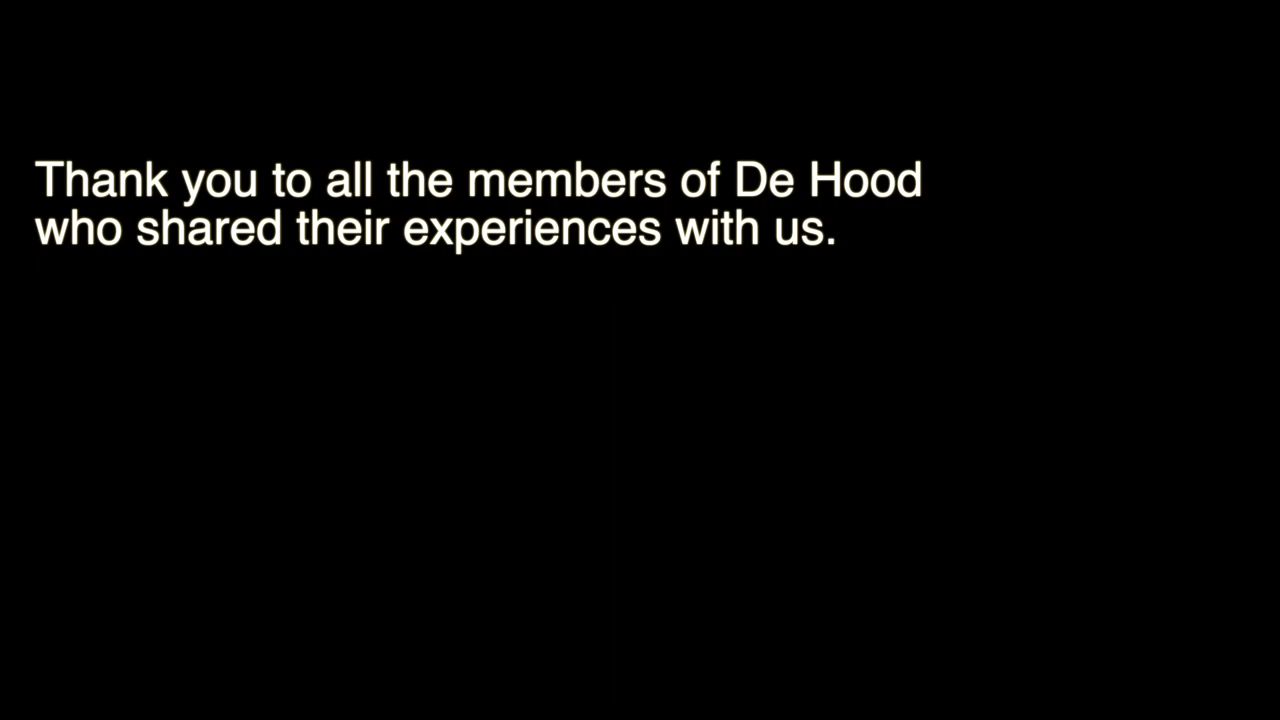 Thank you to all the members of De Hood
who shared their experiences with us.